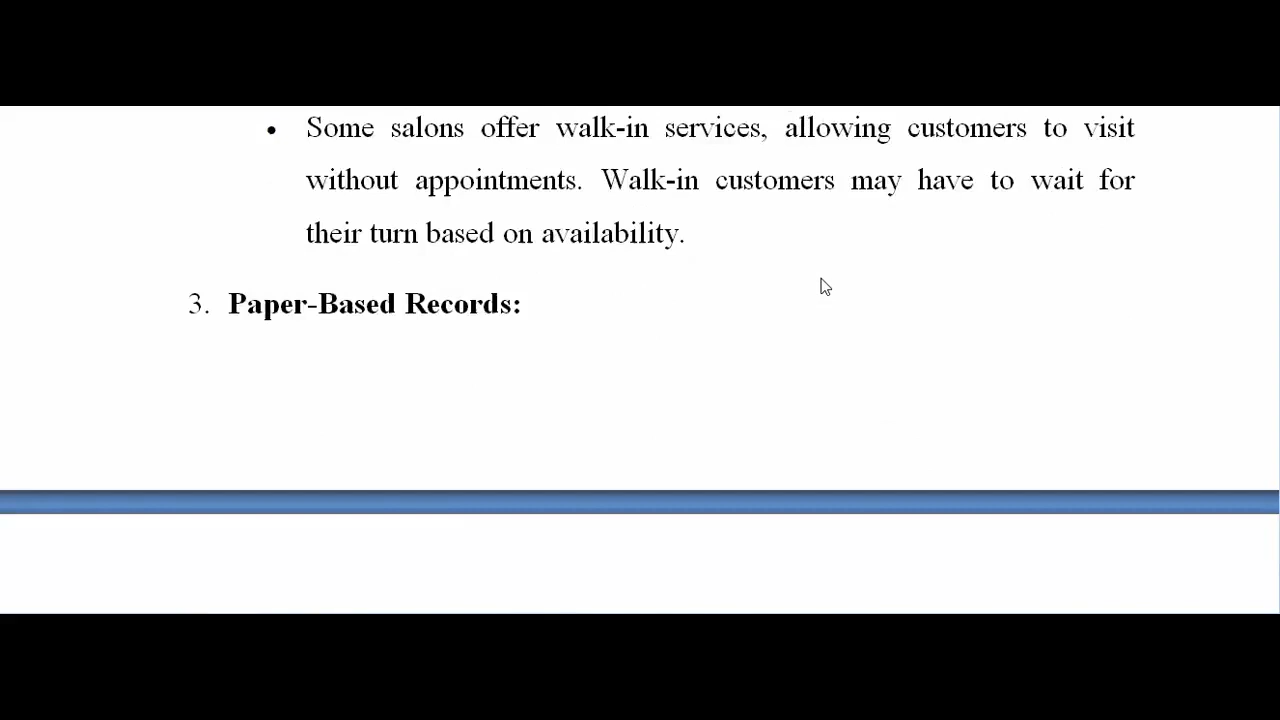 • Some salons offer walk-in services, allowing customers to visit
without appointments. Walk-in customers may have to wait for
their turn based on availability.
3. Paper-Based Records: